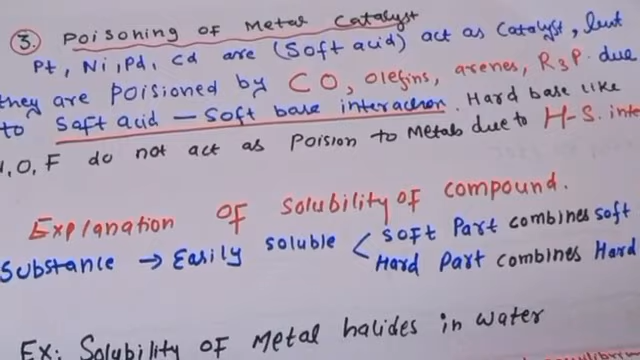 3. Poisoning of Metal Catalyst
Pt, Ni, Pd, Cd are (Soft acid) act as Catalyst, but
they are poisioned by CO, olefins, arenes, R3P. due
to Saft acid – Soft base interaction. Hard base like
N, O, F do not act as Poision to Metals due to H-S. inte
Explanation of Solubility of compound.
Substance → Easily soluble < Soft Part combines Soft
Hard Part combines Hard
Ex: Solubility of Metal halides in water